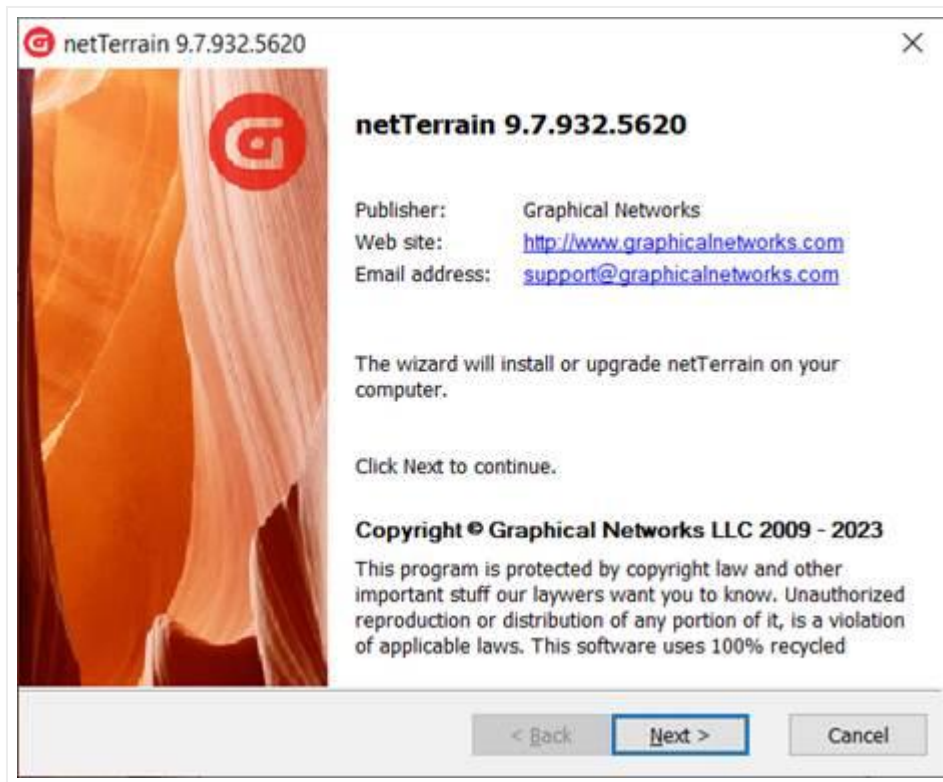 netTerrain 9.7.932.5620
netTerrain 9.7.932.5620
Publisher: Graphical Networks
Web site: http://www.graphicalnetworks.com
Email address: support@graphicalnetworks.com
The wizard will install or upgrade netTerrain on your
computer.
Click Next to continue.
Copyright © Graphical Networks LLC 2009 - 2023
This program is protected by copyright law and other
important stuff our laywers want you to know. Unauthorized
reproduction or distribution of any portion of it, is a violation
of applicable laws. This software uses 100% recycled
< Back Next > Cancel